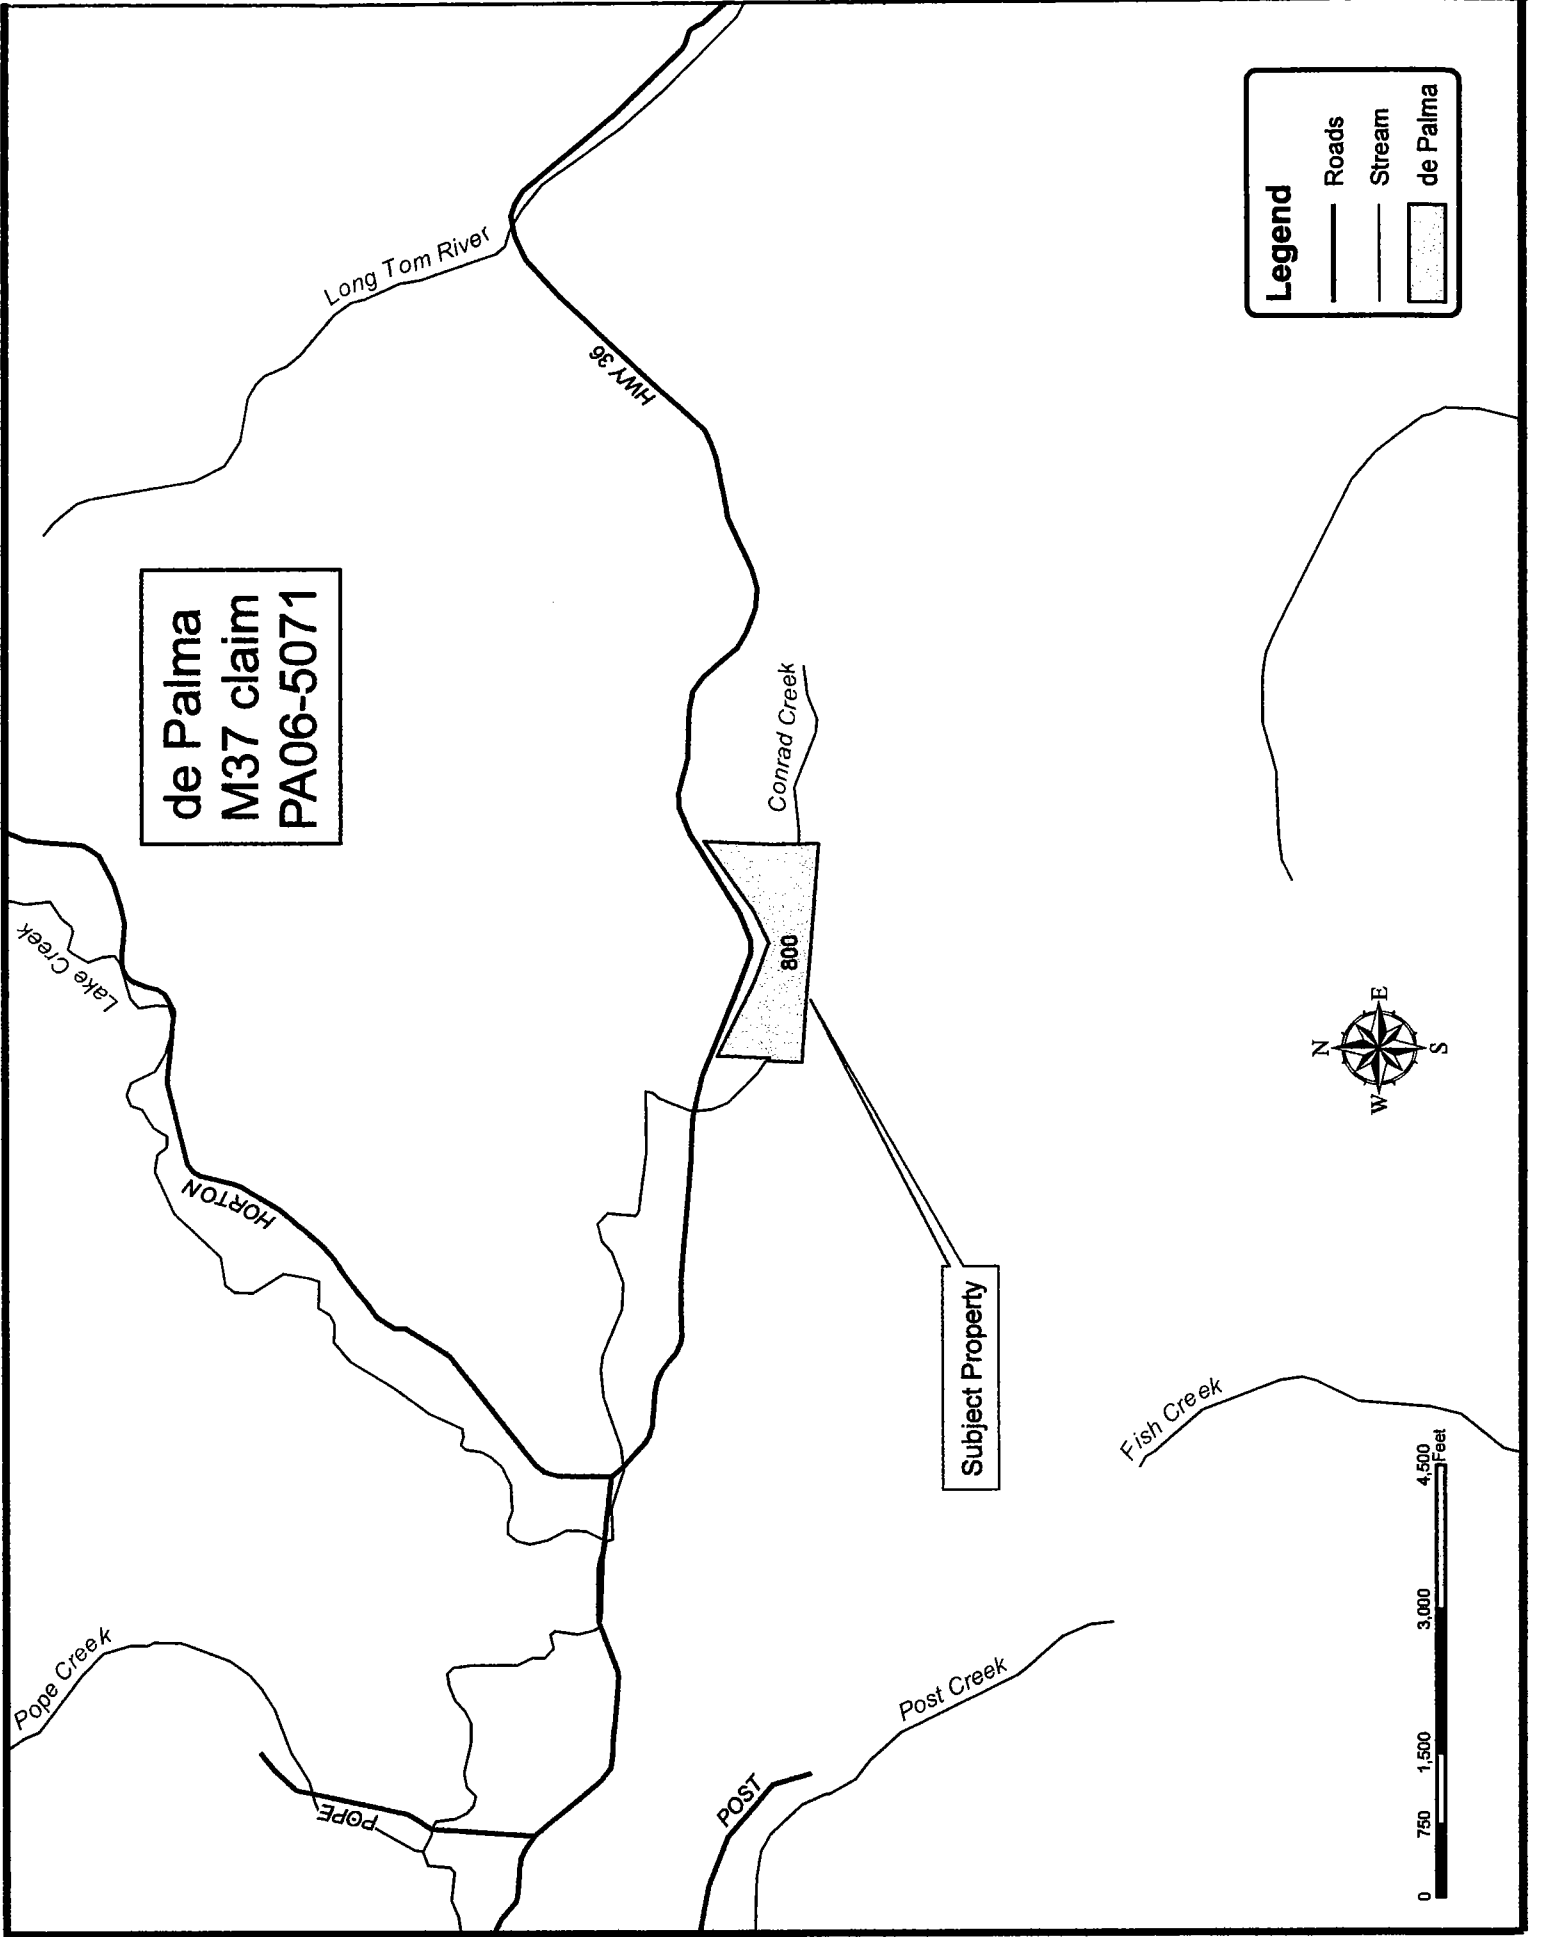 de Palma
M37 claim
PA06-5071
Pope Creek
Lake Creek
Long Tom River
HORTON
POPE
HWY 36
Conrad Creek
800
POST
Post Creek
Subject Property
Fish Creek
N
W
E
S
Legend
Roads
Stream
de Palma
0 750 1,500 3,000 4,500
Feet